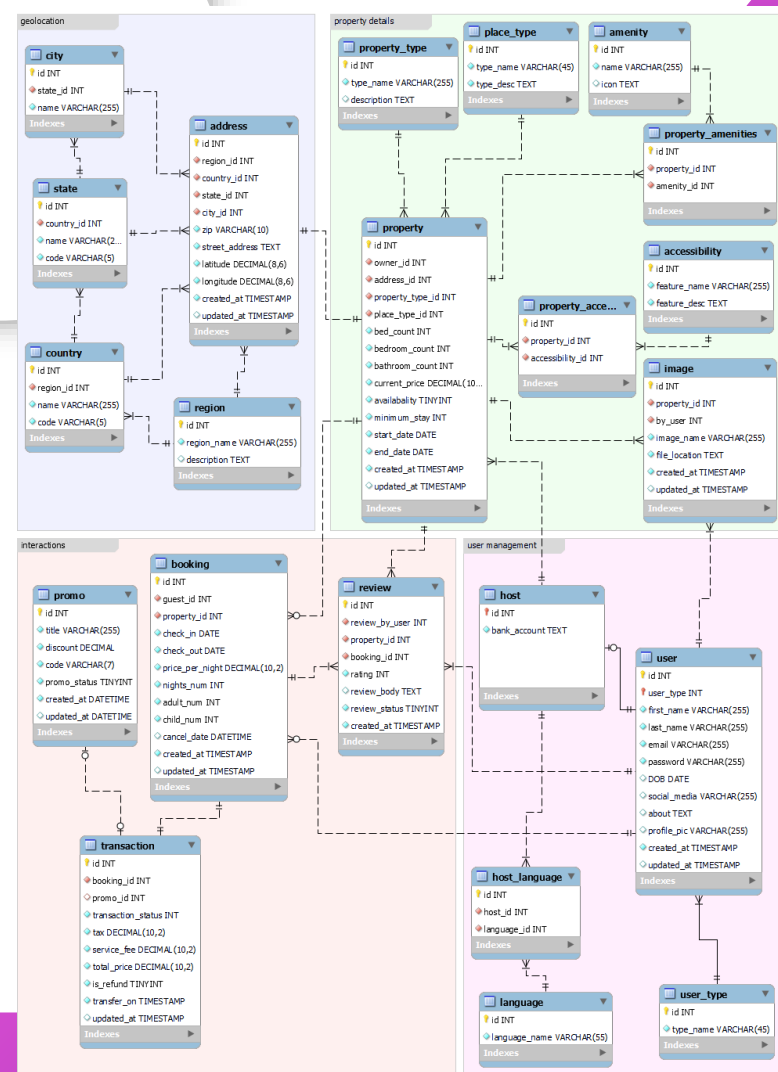 geolocation
city
id INT
state_id INT
name VARCHAR(255)
Indexes
address
id INT
region_id INT
country_id INT
state_id INT
city_id INT
zip VARCHAR(10)
street_address TEXT
latitude DECIMAL(8,6)
longitude DECIMAL(8,6)
created_at TIMESTAMP
updated_at TIMESTAMP
Indexes
state
id INT
country_id INT
name VARCHAR(2...
code VARCHAR(5)
Indexes
country
id INT
region_id INT
name VARCHAR(255)
code VARCHAR(5)
Indexes
region
id INT
region_name VARCHAR(255)
description TEXT
Indexes
property details
property_type
id INT
type_name VARCHAR(255)
description TEXT
Indexes
place_type
id INT
type_name VARCHAR(45)
type_desc TEXT
Indexes
amenity
id INT
name VARCHAR(255)
icon TEXT
Indexes
property_amenities
id INT
property_id INT
amenity_id INT
Indexes
property
id INT
owner_id INT
address_id INT
property_type_id INT
place_type_id INT
bed_count INT
bedroom_count INT
bathroom_count INT
current_price DECIMAL(10...
availabality TINYINT
minimum_stay INT
start_date DATE
end_date DATE
created_at TIMESTAMP
updated_at TIMESTAMP
Indexes
accessibility
id INT
feature_name VARCHAR(255)
feature_desc TEXT
Indexes
property_acce...
id INT
property_id INT
accessibility_id INT
Indexes
image
id INT
property_id INT
by_user INT
image_name VARCHAR(255)
file_location TEXT
created_at TIMESTAMP
updated_at TIMESTAMP
Indexes
interactions
promo
id INT
title VARCHAR(255)
discount DECIMAL
code VARCHAR(7)
promo_status TINYINT
created_at DATETIME
updated_at DATETIME
Indexes
booking
id INT
guest_id INT
property_id INT
check_in DATE
check_out DATE
price_per_night DECIMAL(10,2)
nights_num INT
adult_num INT
child_num INT
cancel_date DATETIME
created_at TIMESTAMP
updated_at TIMESTAMP
Indexes
review
id INT
review_by_user INT
property_id INT
booking_id INT
rating INT
review_body TEXT
review_status TINYINT
created_at TIMESTAMP
Indexes
transaction
id INT
booking_id INT
promo_id INT
transaction_status INT
tax DECIMAL(10,2)
service_fee DECIMAL(10,2)
total_price DECIMAL(10,2)
is_refund TINYINT
transfer_on TIMESTAMP
updated_at TIMESTAMP
Indexes
user management
host
id INT
bank_account TEXT
Indexes
user
id INT
user_type INT
first_name VARCHAR(255)
last_name VARCHAR(255)
email VARCHAR(255)
password VARCHAR(255)
DOB DATE
social_media VARCHAR(255)
about TEXT
profile_pic VARCHAR(255)
created_at TIMESTAMP
updated_at TIMESTAMP
Indexes
host_language
id INT
host_id INT
language_id INT
Indexes
language
id INT
language_name VARCHAR(55)
Indexes
user_type
id INT
type_name VARCHAR(45)
Indexes